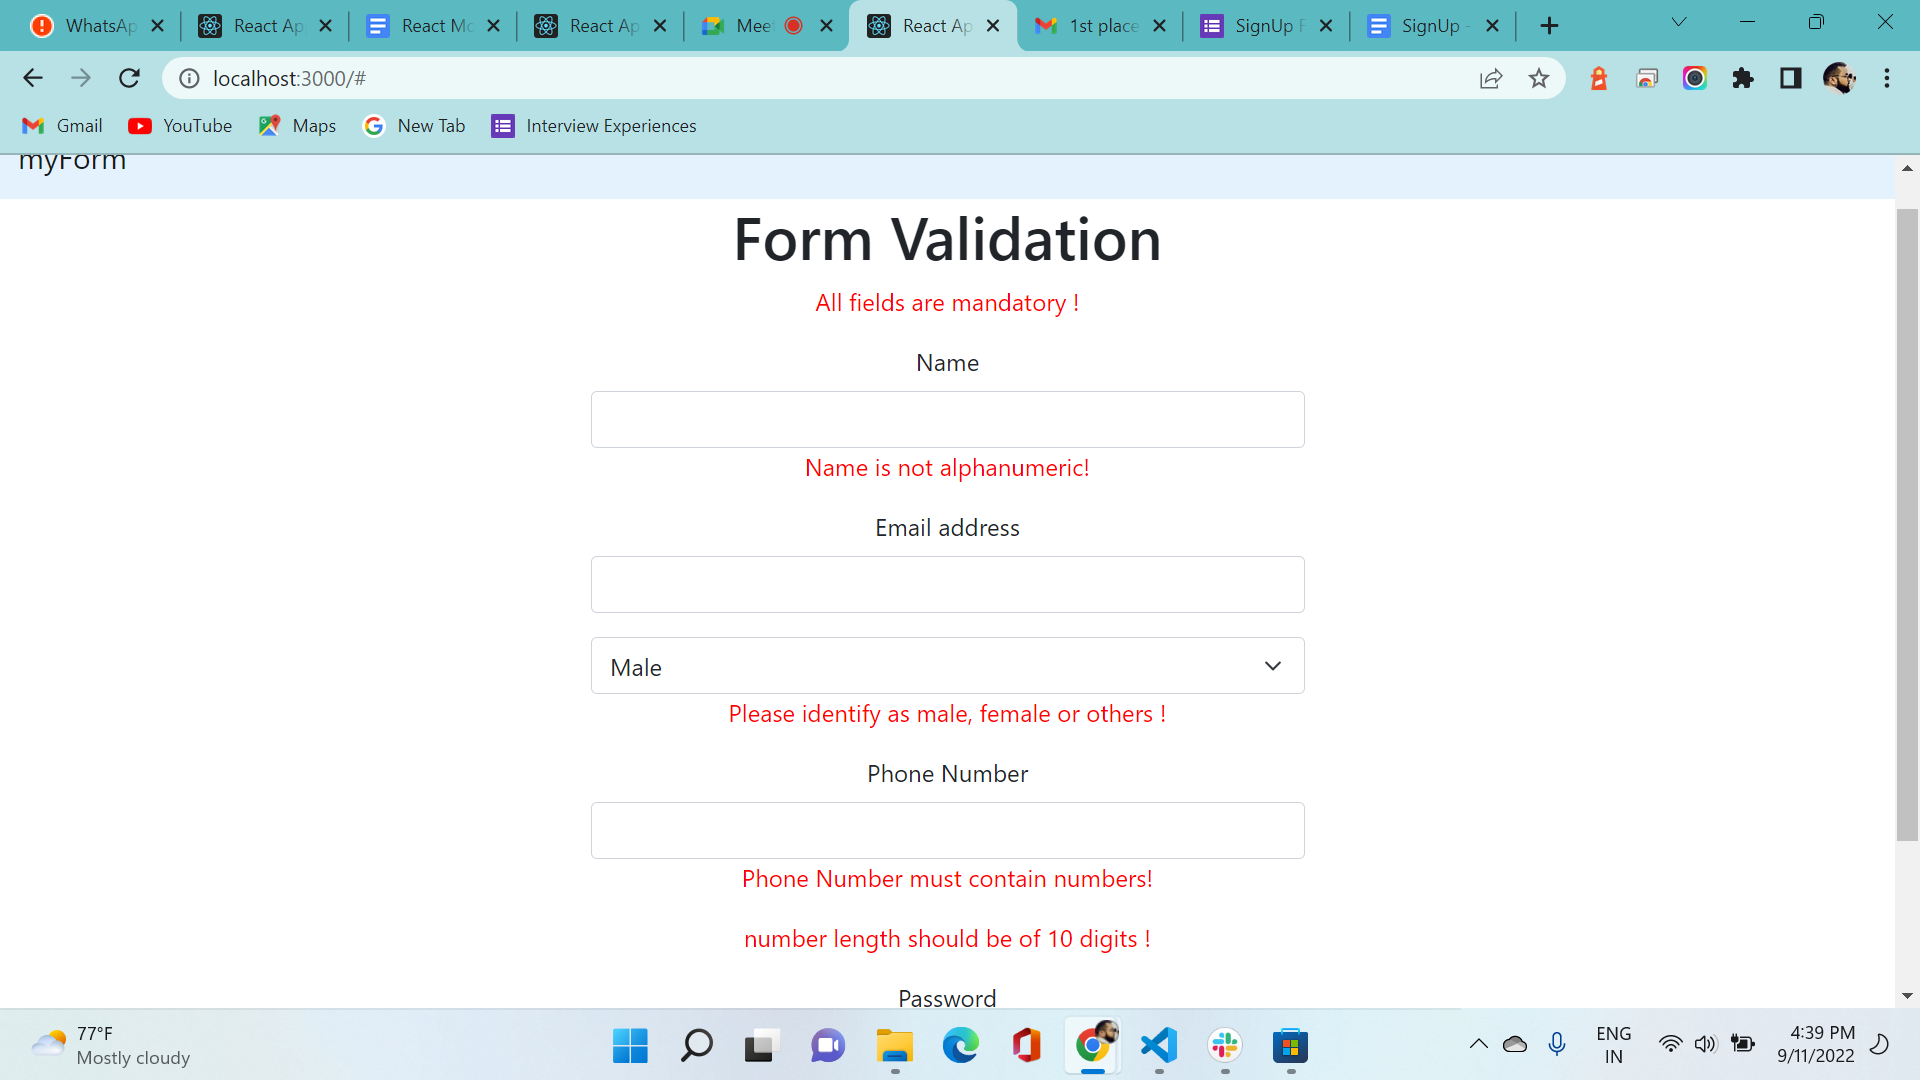 WhatsAp
React Ap
React Mo
React Ap
Meet
React Ap
1st place
SignUp F
SignUp -
localhost:3000/#
Gmail
YouTube
Maps
New Tab
Interview Experiences
myForm
Form Validation
All fields are mandatory !
Name
Name is not alphanumeric!
Email address
Male
Please identify as male, female or others !
Phone Number
Phone Number must contain numbers!
number length should be of 10 digits !
Password
77°F
Mostly cloudy
ENG
IN
4:39 PM
9/11/2022